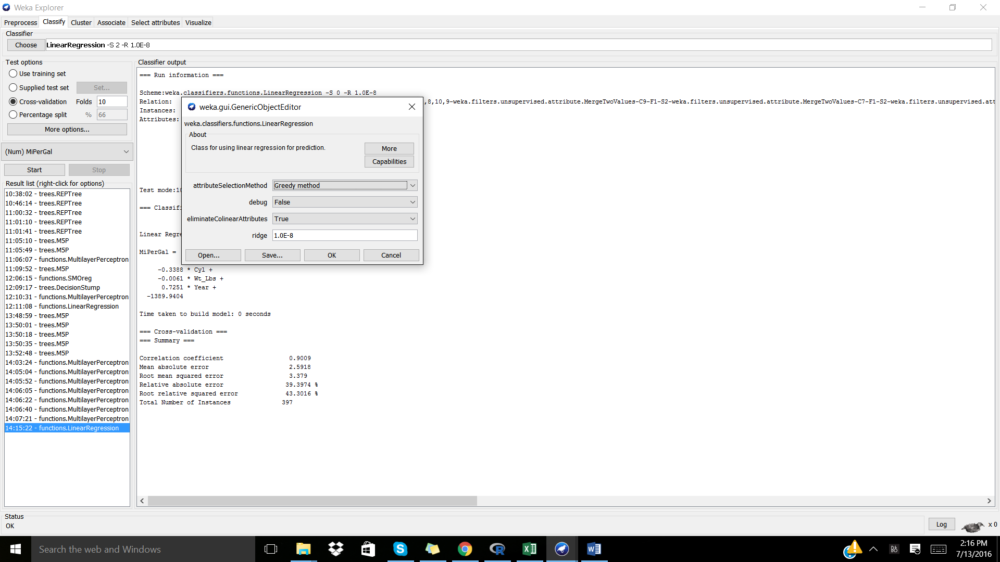 Weka Explorer
Preprocess Classify Cluster Associate Select attributes Visualize
Classifier
Choose LinearRegression -S 2 -R 1.0E-8
Test options
Use training set
Supplied test set Set...
Cross-validation Folds 10
Percentage split % 66
More options...
(Num) MiPerGal
Start Stop
Result list (right-click for options)
10:38:02 - trees.REPTree
10:46:14 - trees.REPTree
11:00:32 - trees.REPTree
11:01:10 - trees.REPTree
11:01:41 - trees.REPTree
11:05:10 - trees.M5P
11:05:49 - trees.M5P
11:06:07 - functions.MultilayerPerceptron
11:09:52 - trees.M5P
12:06:15 - functions.SMOreg
12:09:17 - trees.DecisionStump
12:10:31 - functions.MultilayerPerceptron
12:11:08 - functions.LinearRegression
13:48:59 - trees.M5P
13:50:01 - trees.M5P
13:50:18 - trees.M5P
13:50:35 - trees.M5P
13:52:48 - trees.M5P
14:03:24 - functions.MultilayerPerceptron
14:05:04 - functions.MultilayerPerceptron
14:05:52 - functions.MultilayerPerceptron
14:06:05 - functions.MultilayerPerceptron
14:06:22 - functions.MultilayerPerceptron
14:06:40 - functions.MultilayerPerceptron
14:07:21 - functions.MultilayerPerceptron
14:15:22 - functions.LinearRegression
Classifier output
=== Run information ===
Scheme:weka.classifiers.functions.LinearRegression -S 0 -R 1.0E-8
Relation: ,8,10,9-weka.filters.unsupervised.attribute.MergeTwoValues-C9-F1-S2-weka.filters.unsupervised.attribute.MergeTwoValues-C7-F1-S2-weka.filters.unsupervised.att
Instances:
Attributes:
Test mode:10
=== Classifi
Linear Regre
MiPerGal =
-0.3388 * Cyl +
-0.0061 * Wt_Lbs +
0.7251 * Year +
-1389.9404
Time taken to build model: 0 seconds
=== Cross-validation ===
=== Summary ===
Correlation coefficient 0.9009
Mean absolute error 2.5918
Root mean squared error 3.379
Relative absolute error 39.3974 %
Root relative squared error 43.3016 %
Total Number of Instances 397
weka.gui.GenericObjectEditor
weka.classifiers.functions.LinearRegression
About
Class for using linear regression for prediction.
More
Capabilities
attributeSelectionMethod Greedy method
debug False
eliminateColinearAttributes True
ridge 1.0E-8
Open... Save... OK Cancel
Status
OK
Log x 0
Search the web and Windows
2:16 PM
7/13/2016